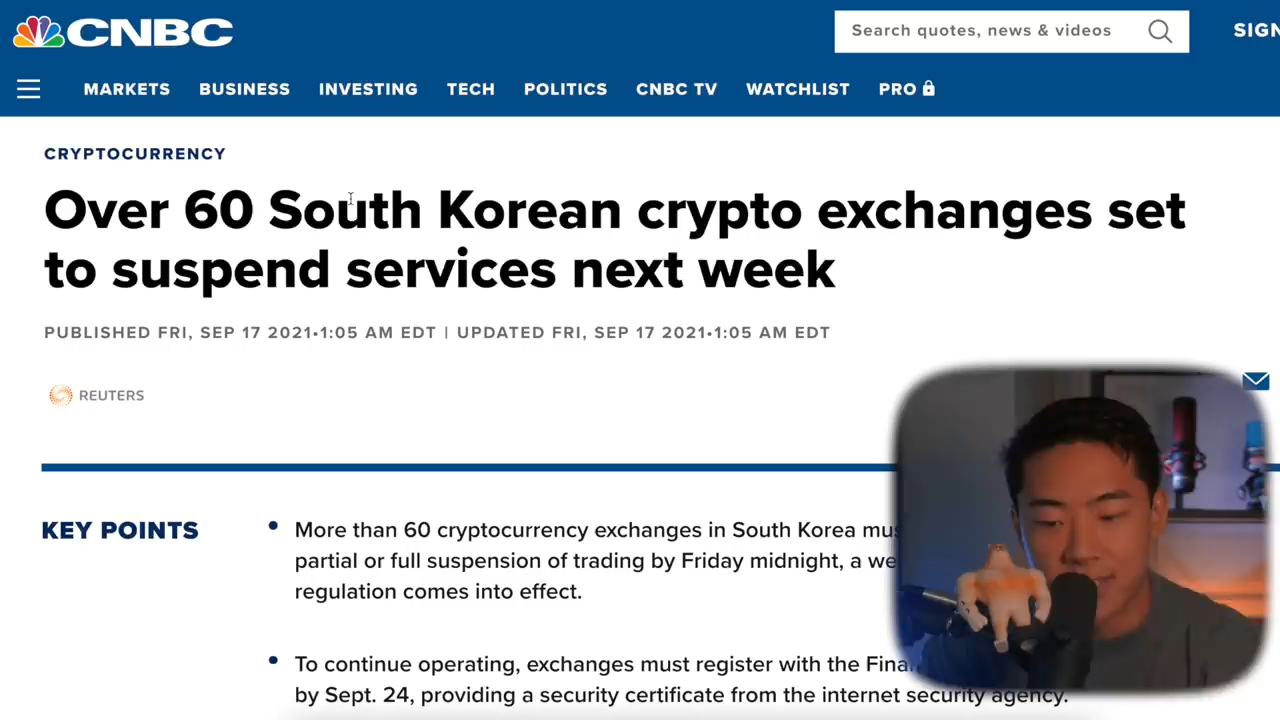 CNBC
Search quotes, news & videos
SIGN
MARKETS BUSINESS INVESTING TECH POLITICS CNBC TV WATCHLIST PRO
CRYPTOCURRENCY
Over 60 South Korean crypto exchanges set
to suspend services next week
PUBLISHED FRI, SEP 17 2021•1:05 AM EDT | UPDATED FRI, SEP 17 2021•1:05 AM EDT
REUTERS
KEY POINTS
• More than 60 cryptocurrency exchanges in South Korea
partial or full suspension of trading by Friday midnight, a
regulation comes into effect.
• To continue operating, exchanges must register with the
by Sept. 24, providing a security certificate from the internet security agency.